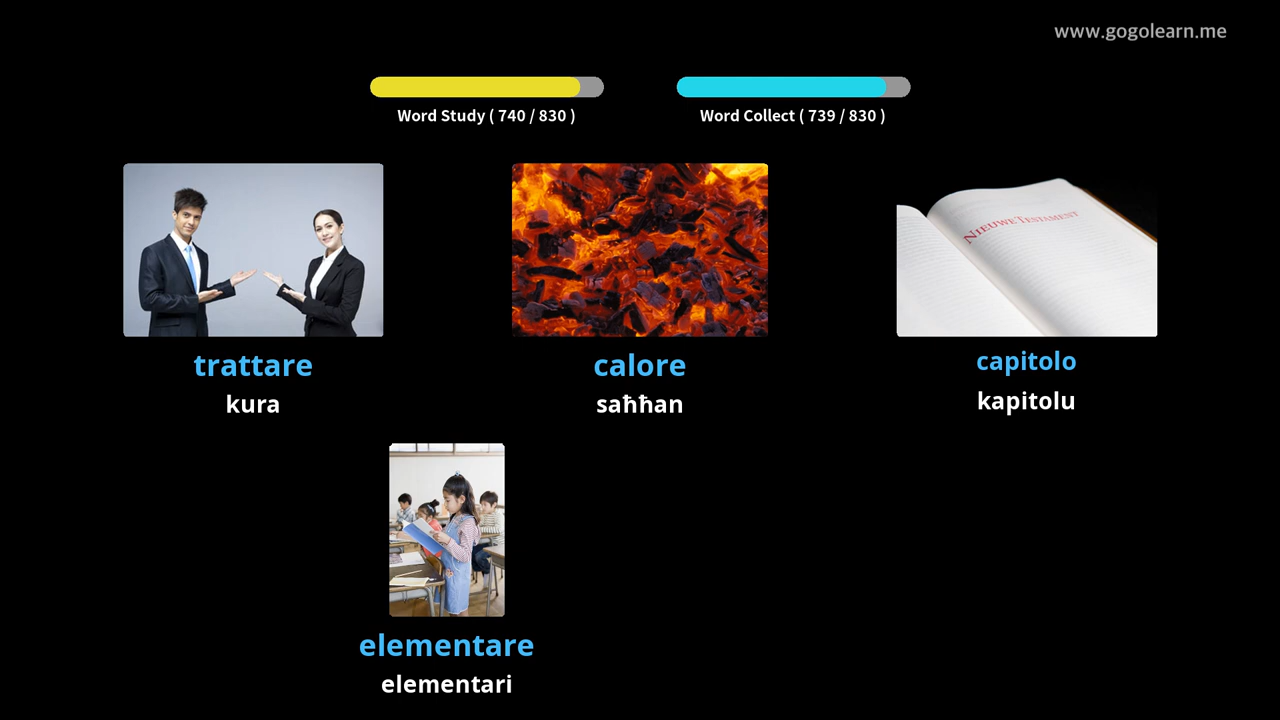 www.gogolearn.me
Word Study ( 740 / 830 )
Word Collect ( 739 / 830 )
NIEUWE TESTAMENT
trattare
kura
calore
saħħan
capitolo
kapitolu
elementare
elementari